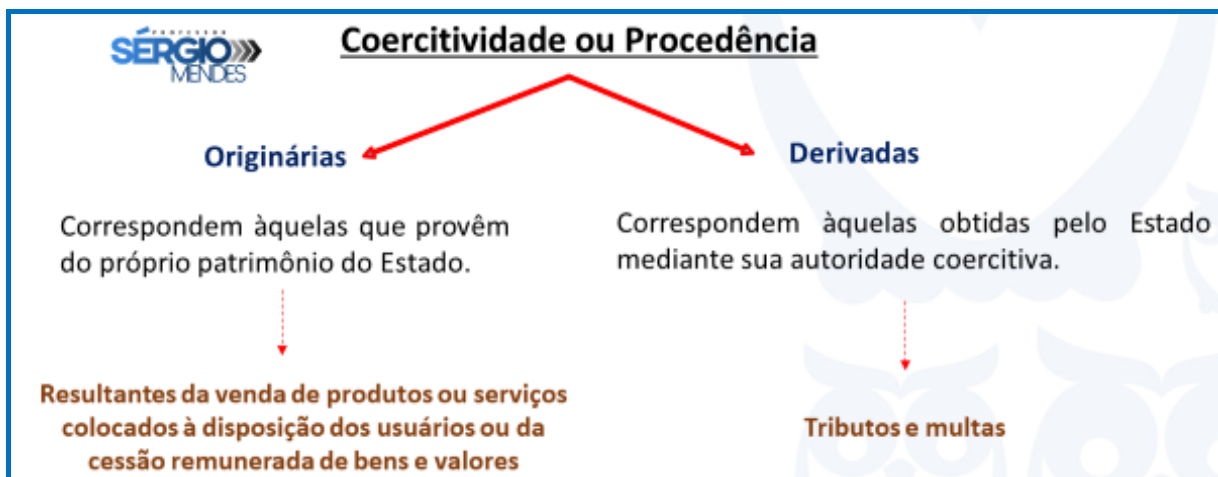 PROFESSOR
SÉRGIO
MENDES
Coercitividade ou Procedência
Originárias
Correspondem àquelas que provêm
do próprio patrimônio do Estado.
Resultantes da venda de produtos ou serviços
colocados à disposição dos usuários ou da
cessão remunerada de bens e valores
Derivadas
Correspondem àquelas obtidas pelo Estado
mediante sua autoridade coercitiva.
Tributos e multas